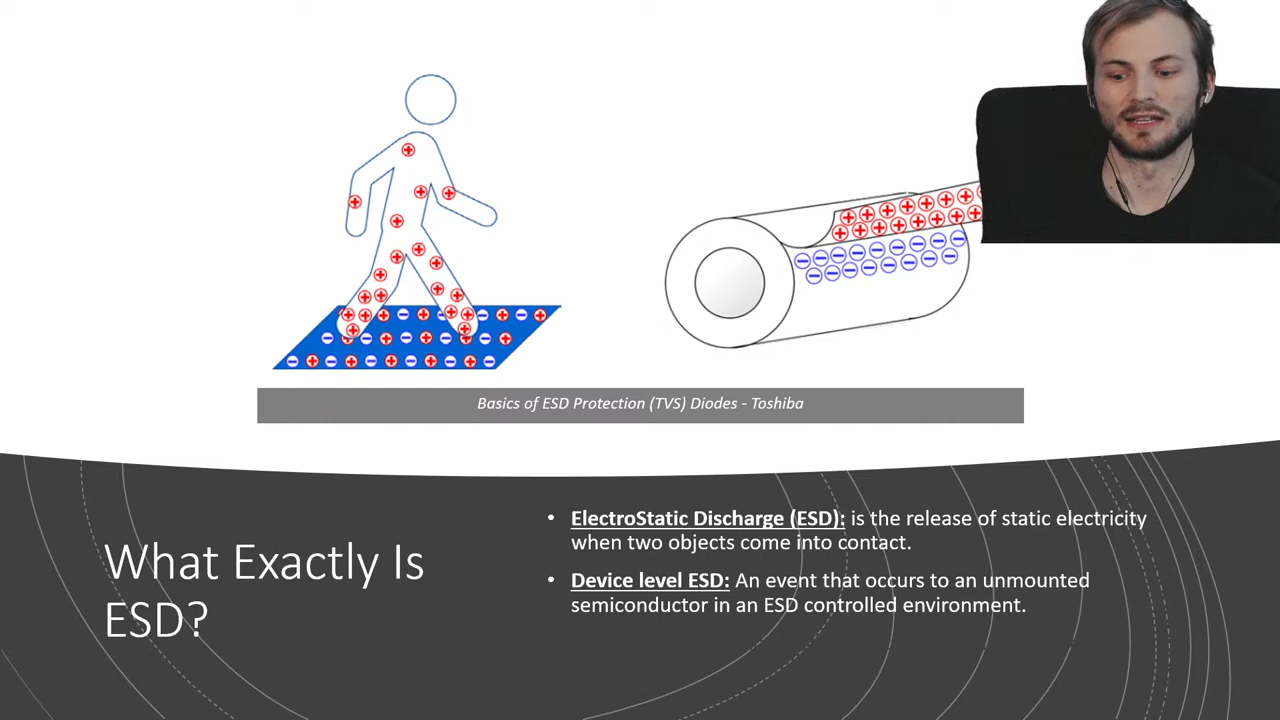 Basics of ESD Protection (TVS) Diodes - Toshiba
What Exactly Is
ESD?
• ElectroStatic Discharge (ESD): is the release of static electricity
when two objects come into contact.
• Device level ESD: An event that occurs to an unmounted
semiconductor in an ESD controlled environment.